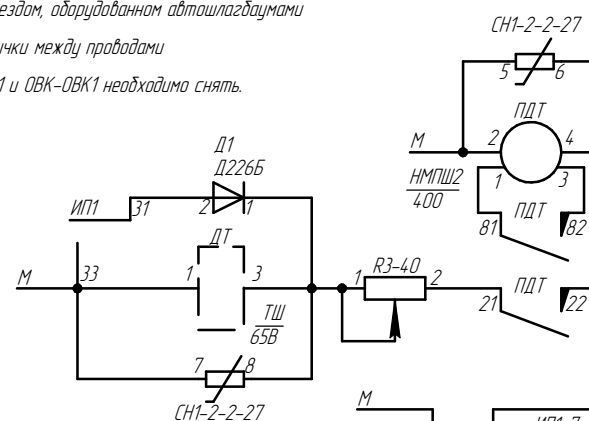 ездом, оборудованном автошлагбаумами
чки между проводами
1 и ОВК-ОВК1 необходимо снять.
СН1-2-2-27
5 6
ПДТ
М 2 4
НМПШ2
400
1 3
ПДТ
81 82
Д1
Д226Б
ИП1 31 2 1
ДТ
М 33 1 3
ТШ
65В
R3-40
1 2
ПДТ
21 22
7 8
СН1-2-2-27
М